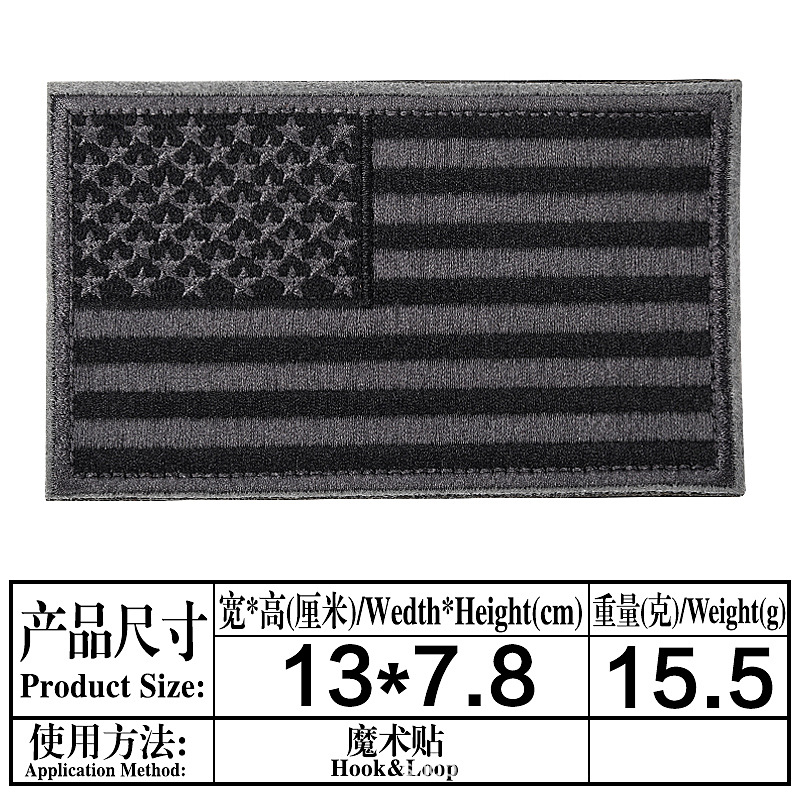 产品尺寸
Product Size:
宽*高(厘米)/Wedth*Height(cm)
重量(克)/Weight(g)
13*7.8
15.5
使用方法:
Application Method:
魔术贴
Hook&Loop